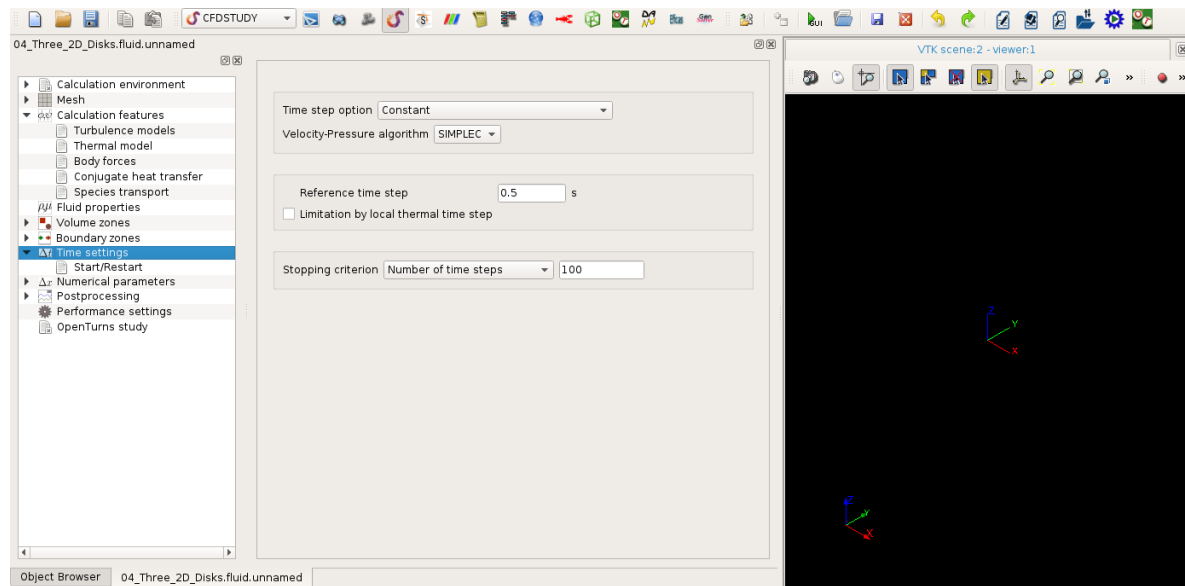 CFDSTUDY
GUI
Gen.
04_Three_2D_Disks.fluid.unnamed
VTK scene:2 - viewer:1
Calculation environment
Mesh
Calculation features
Turbulence models
Thermal model
Body forces
Conjugate heat transfer
Species transport
Fluid properties
Volume zones
Boundary zones
Time settings
Start/Restart
Δx Numerical parameters
Postprocessing
Performance settings
OpenTurns study
Time step option Constant
Velocity-Pressure algorithm SIMPLEC
Reference time step 0.5 s
Limitation by local thermal time step
Stopping criterion Number of time steps 100
»
»
Z
Y
X
Z
Y
X
Object Browser 04_Three_2D_Disks.fluid.unnamed